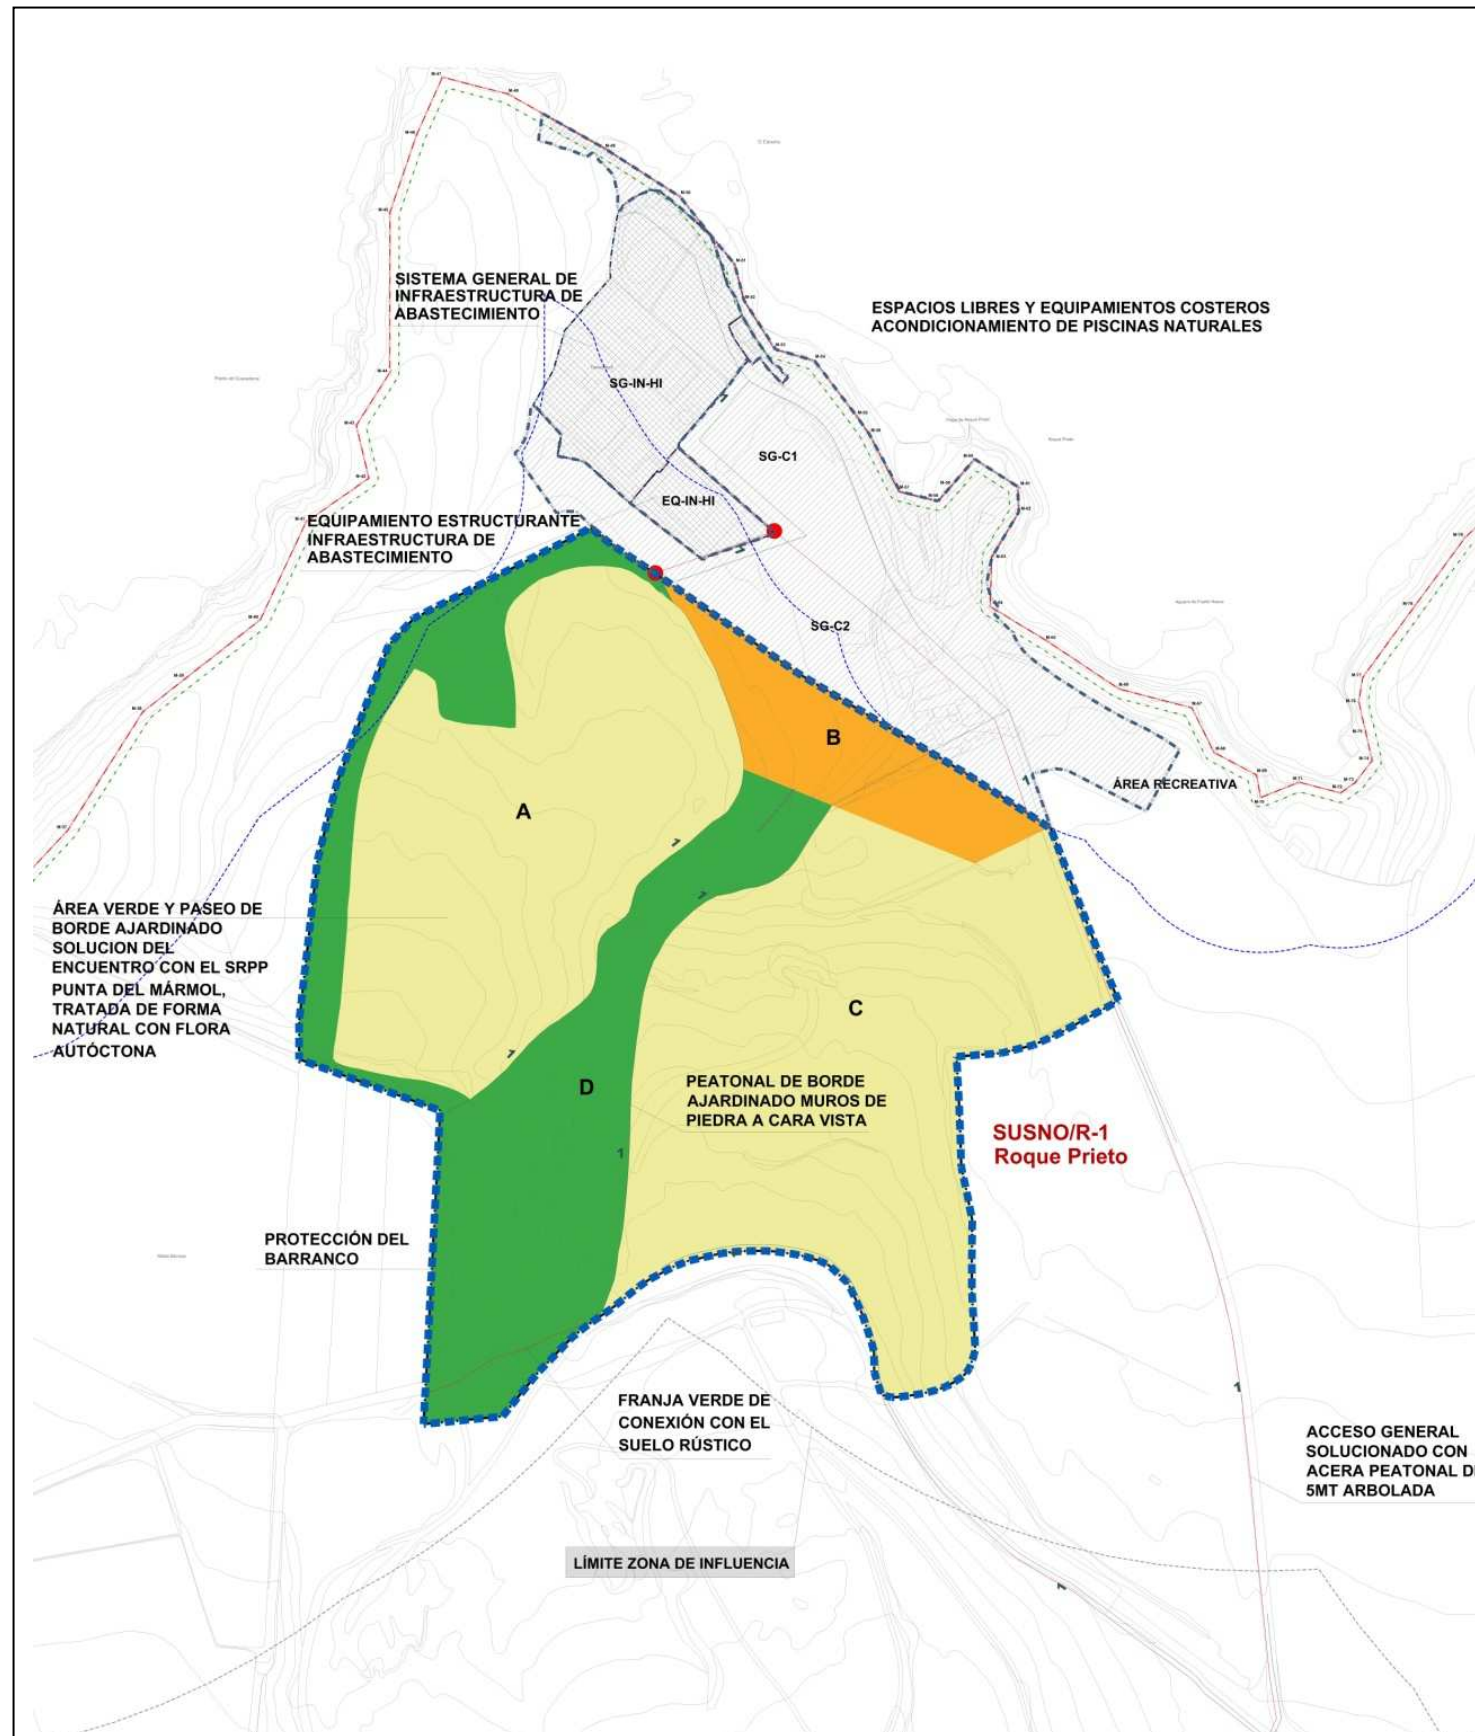 SISTEMA GENERAL DE
INFRAESTRUCTURA DE
ABASTECIMIENTO
ESPACIOS LIBRES Y EQUIPAMIENTOS COSTEROS
ACONDICIONAMIENTO DE PISCINAS NATURALES
SG-IN-HI
SG-C1
EQ-IN-HI
EQUIPAMIENTO ESTRUCTURANTE
INFRAESTRUCTURA DE
ABASTECIMIENTO
SG-C2
B
ÁREA RECREATIVA
A
ÁREA VERDE Y PASEO DE
BORDE AJARDINADO
SOLUCION DEL
ENCUENTRO CON EL SRPP
PUNTA DEL MÁRMOL,
TRATADA DE FORMA
NATURAL CON FLORA
AUTÓCTONA
C
D
PEATONAL DE BORDE
AJARDINADO MUROS DE
PIEDRA A CARA VISTA
SUSNO/R-1
Roque Prieto
PROTECCIÓN DEL
BARRANCO
FRANJA VERDE DE
CONEXIÓN CON EL
SUELO RÚSTICO
ACCESO GENERAL
SOLUCIONADO CON
ACERA PEATONAL D
5MT ARBOLADA
LÍMITE ZONA DE INFLUENCIA